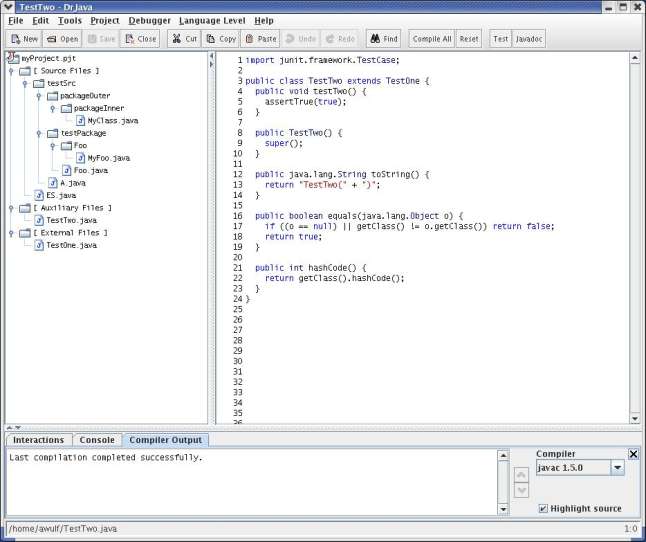 TestTwo - DrJava
File Edit Tools Project Debugger Language Level Help
New Open Save Close Cut Copy Paste Undo Redo Find Compile All Reset Test Javadoc
myProject.pjt
[ Source Files ]
testSrc
packageOuter
packageInner
MyClass.java
testPackage
Foo
MyFoo.java
Foo.java
A.java
ES.java
[ Auxiliary Files ]
TestTwo.java
[ External Files ]
TestOne.java
1 import junit.framework.TestCase;
2
3 public class TestTwo extends TestOne {
4 public void testTwo() {
5 assertTrue(true);
6 }
7
8 public TestTwo() {
9 super();
10 }
11
12 public java.lang.String toString() {
13 return "TestTwo(" + ")";
14 }
15
16 public boolean equals(java.lang.Object o) {
17 if ((o == null) || getClass() != o.getClass()) return false;
18 return true;
19 }
20
21 public int hashCode() {
22 return getClass().hashCode();
23 }
24 }
25
26
27
28
29
30
31
32
33
34
35
36
Interactions Console Compiler Output
Last compilation completed successfully.
Compiler
javac 1.5.0
Highlight source
/home/awulf/TestTwo.java 1:0